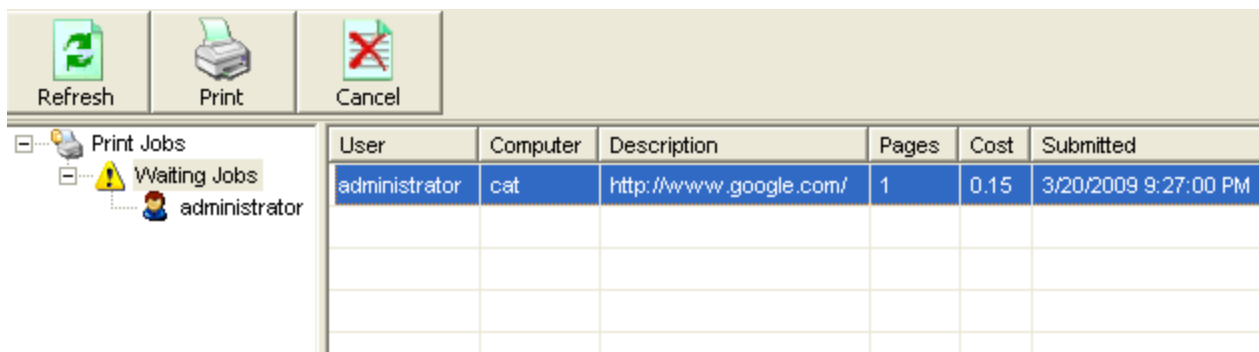 Refresh Print Cancel
Print Jobs
Waiting Jobs
administrator
User Computer Description Pages Cost Submitted
administrator cat http://www.google.com/ 1 0.15 3/20/2009 9:27:00 PM